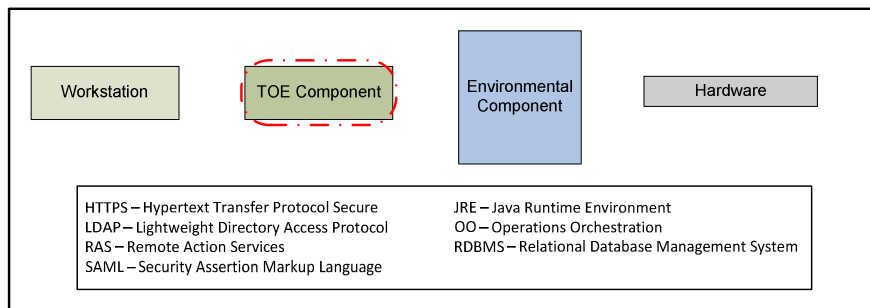 Workstation
TOE Component
Environmental
Component
Hardware
HTTPS – Hypertext Transfer Protocol Secure
LDAP – Lightweight Directory Access Protocol
RAS – Remote Action Services
SAML – Security Assertion Markup Language
JRE – Java Runtime Environment
OO – Operations Orchestration
RDBMS – Relational Database Management System